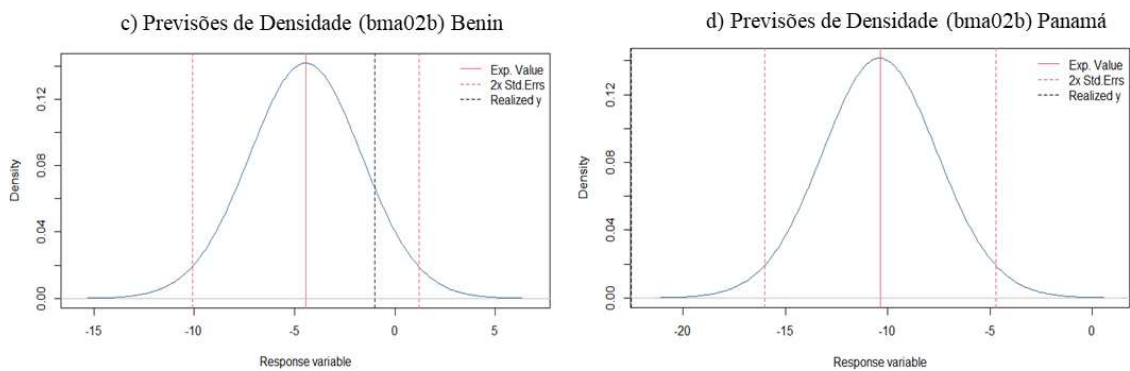 c) Previsões de Densidade (bma02b) Benin
Exp. Value
2x Std.Errs
Realized y
Density
0.12
0.08
0.04
0.00
-15
-10
-5
0
5
Response variable
d) Previsões de Densidade (bma02b) Panamá
Exp. Value
2x Std.Errs
Realized y
Density
0.12
0.08
0.04
0.00
-20
-15
-10
-5
0
Response variable